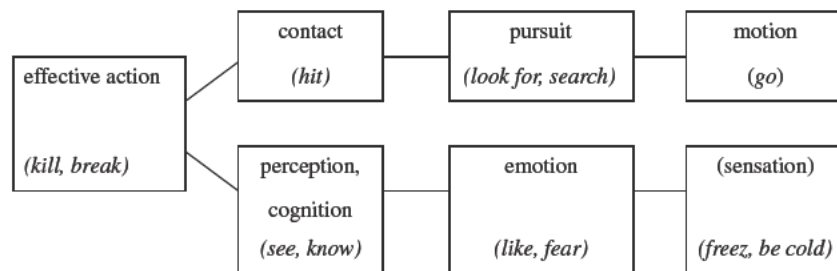 effective action
(kill, break)
contact
(hit)
pursuit
(look for, search)
motion
(go)
perception,
cognition
(see, know)
emotion
(like, fear)
(sensation)
(freez, be cold)